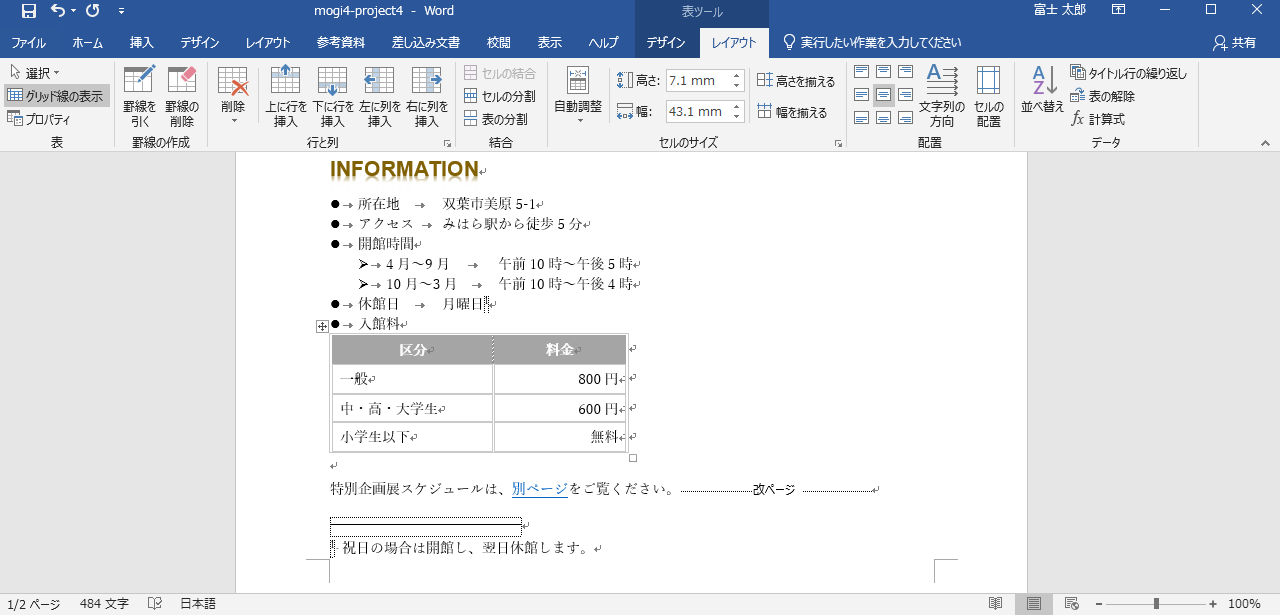 mogi4-project4 - Word
表ツール
富士 太郎
ファイル ホーム 挿入 デザイン レイアウト 参考資料 差し込み文書 校閲 表示 ヘルプ デザイン レイアウト 実行したい作業を入力してください 共有
選択
グリッド線の表示
プロパティ
表
罫線を引く
罫線の削除
罫線の作成
削除
上に行を挿入
下に行を挿入
左に列を挿入
右に列を挿入
行と列
セルの結合
セルの分割
表の分割
結合
自動調整
高さ: 7.1 mm
幅: 43.1 mm
高さを揃える
幅を揃える
セルのサイズ
文字列の方向
セルの配置
配置
並べ替え
タイトル行の繰り返し
表の解除
fx 計算式
データ
INFORMATION
● 所在地 双葉市美原 5-1
● アクセス みはら駅から徒歩 5 分
● 開館時間
➢ 4 月～9 月 午前 10 時～午後 5 時
➢ 10 月～3 月 午前 10 時～午後 4 時
● 休館日 月曜日
● 入館料
区分 料金
一般 800 円
中・高・大学生 600 円
小学生以下 無料
特別企画展スケジュールは、別ページをご覧ください。 改ページ
祝日の場合は開館し、翌日休館します。
1/2 ページ 484 文字 日本語 100%